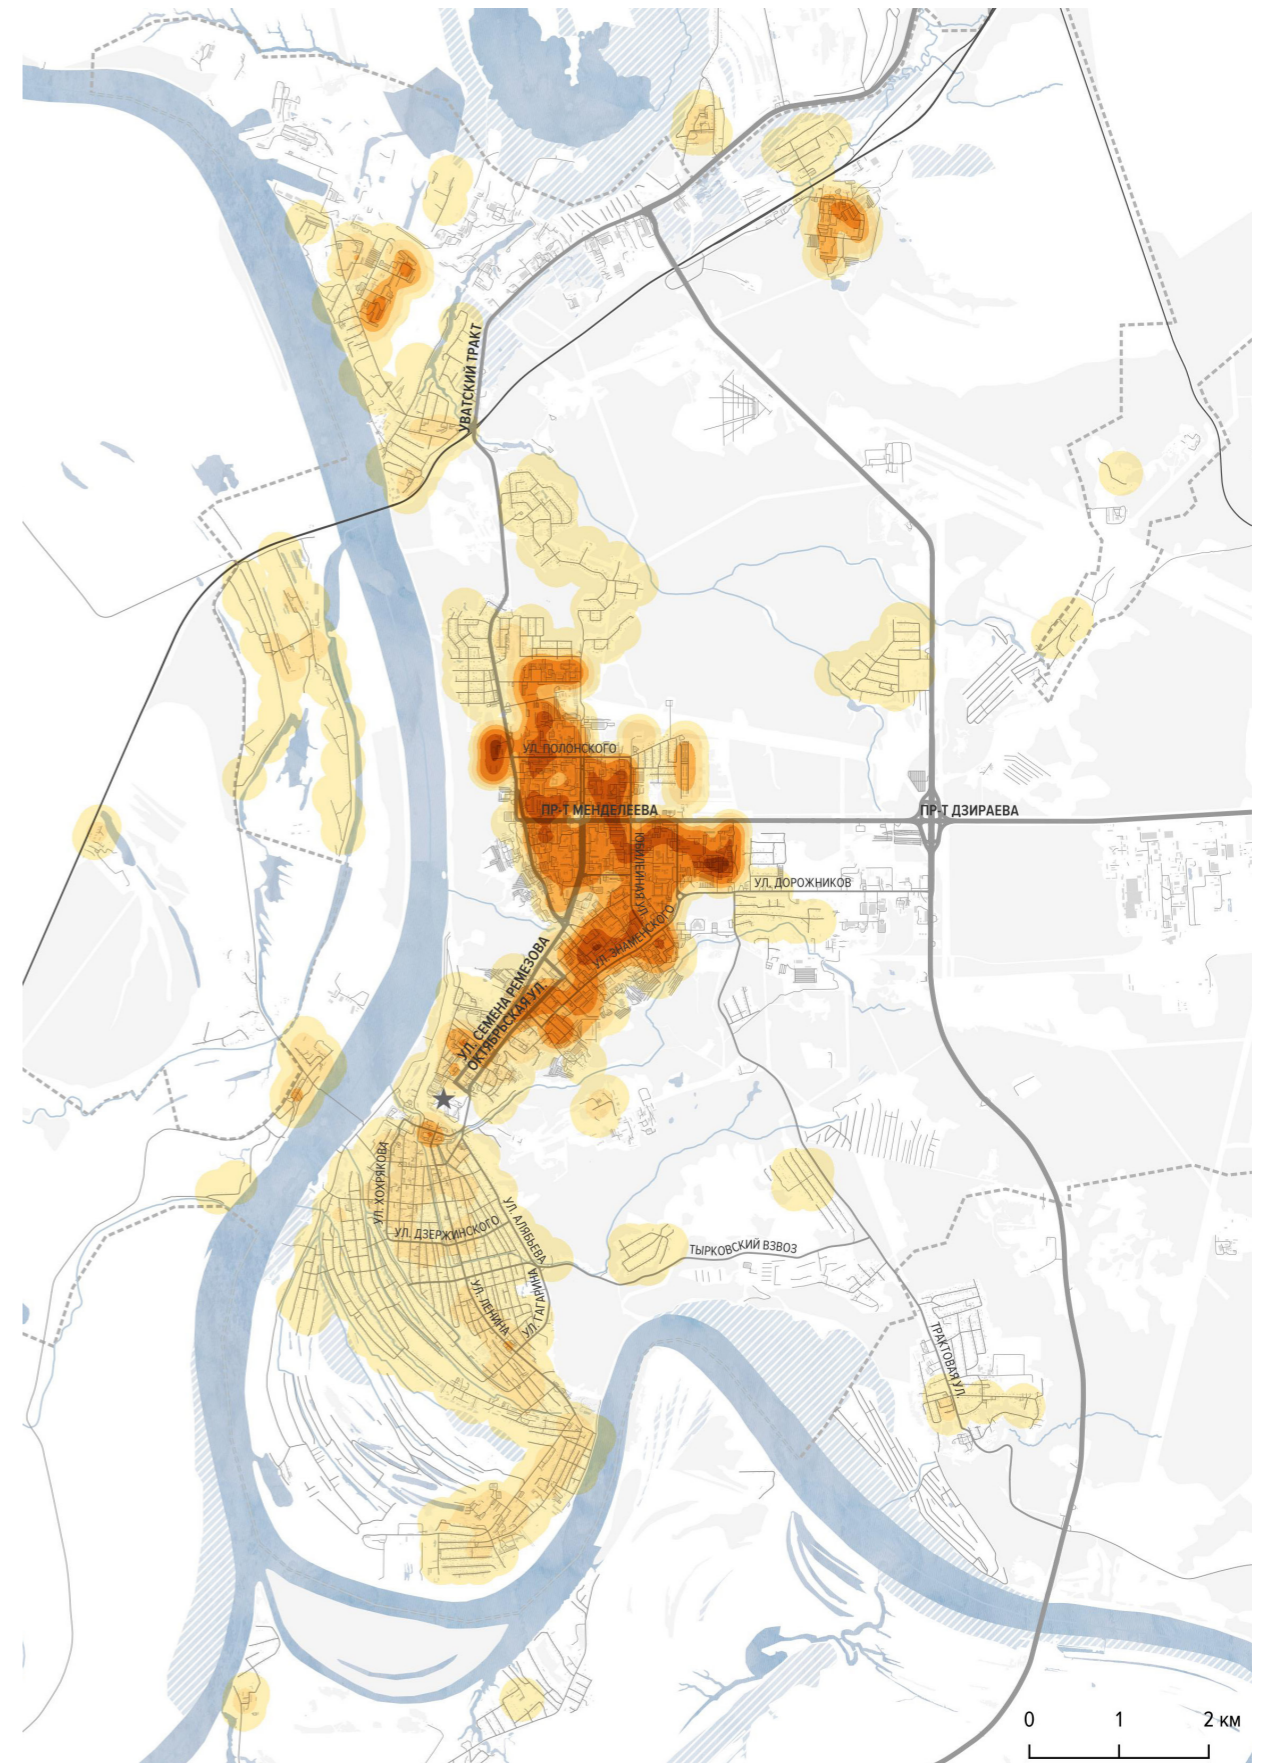 УВАТСКИЙ ТРАКТ
УЛ. ПОЛОНСКОГО
ПР-Т МЕНДЕЛЕЕВА
ПР-Т ДЗИРАЕВА
ЮБИЛЕЙНАЯ УЛ.
УЛ. ДОРОЖНИКОВ
УЛ. ЗНАМЕНСКОГО
УЛ. СЕМЕНА РЕМЕЗОВА
ОКТЯБРЬСКАЯ УЛ.
УЛ. ХОХРЯКОВА
УЛ. ДЗЕРЖИНСКОГО
УЛ. АЛЯБЬЕВА
ТЫРКОВСКИЙ ВЗВОЗ
УЛ. ЛЕНИНА
УЛ. ГАГАРИНА
ТРАКТОВАЯ УЛ.
0 1 2 КМ